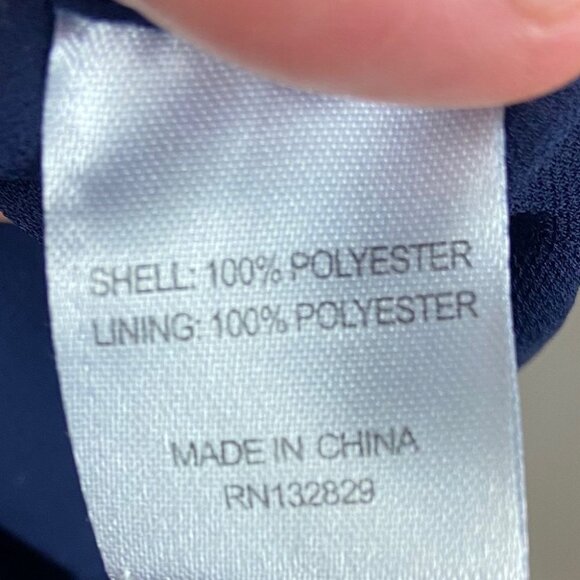 SHELL: 100% POLYESTER
LINING: 100% POLYESTER
MADE IN CHINA
RN132829